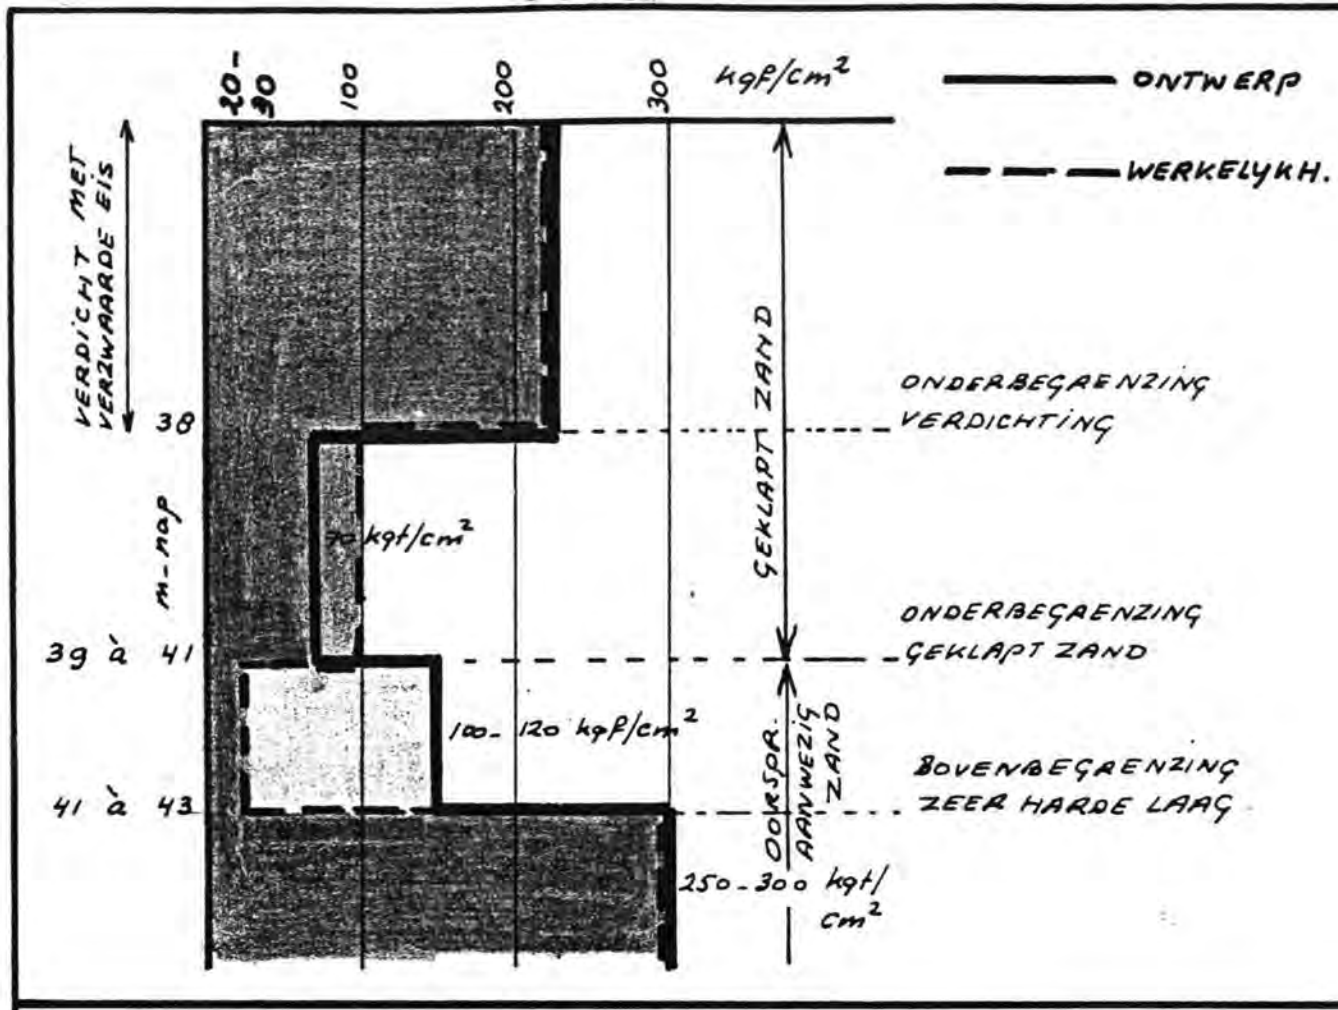 20-
30
100
200
300
kgf/cm²
ONTWERP
WERKELYKH.
VERDICHT MET
VERZWAARDE EIS
GEKLAPT ZAND
38
ONDERBEGRENZING
VERDICHTING
m-nap
70 kgf/cm²
39 à 41
ONDERBEGRENZING
GEKLAPT ZAND
100-120 kgf/cm²
OORSPR.
AANWEZIG
ZAND
BOVENBEGRENZING
ZEER HARDE LAAG
41 à 43
250-300 kgf/
cm²